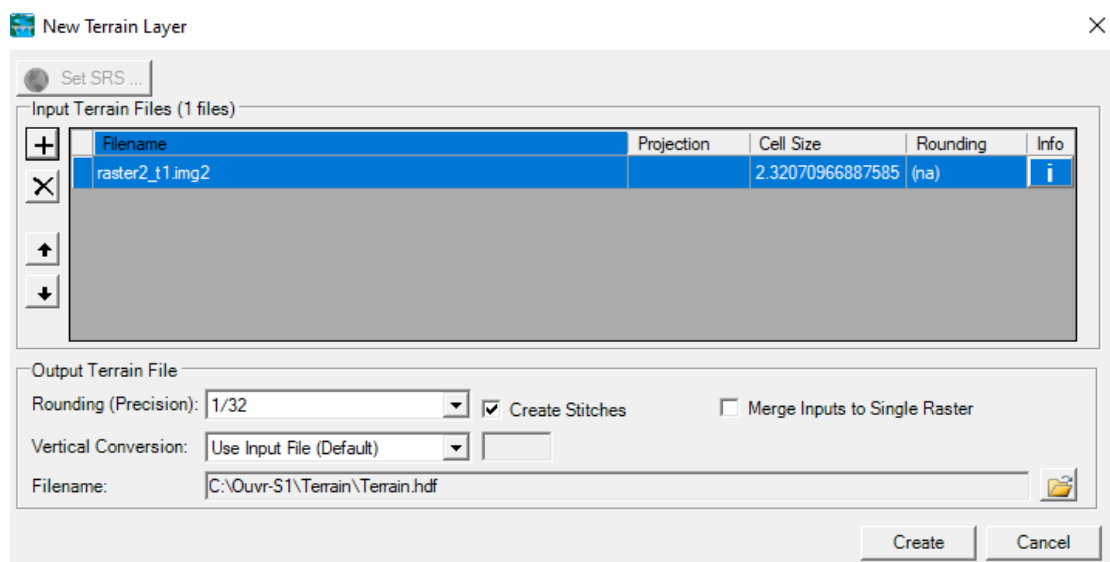 New Terrain Layer
Set SRS ...
Input Terrain Files (1 files)
Filename Projection Cell Size Rounding Info
raster2_t1.img2 2.32070966887585 (na) i
Output Terrain File
Rounding (Precision): 1/32 Create Stitches Merge Inputs to Single Raster
Vertical Conversion: Use Input File (Default)
Filename: C:\Ouvr-S1\Terrain\Terrain.hdf
Create Cancel